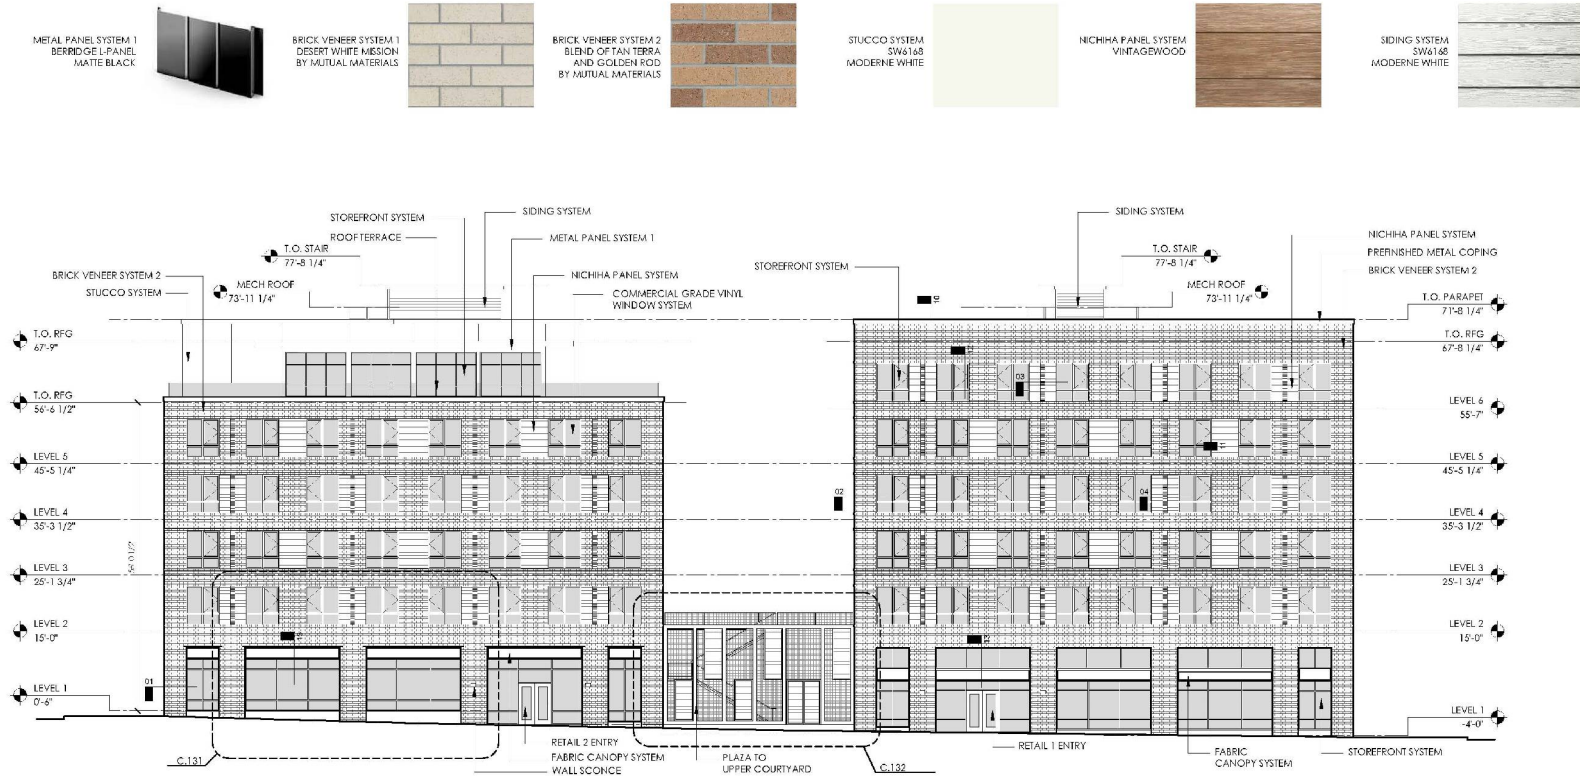 METAL PANEL SYSTEM 1
BERRIDGE L-PANEL
MATTE BLACK
BRICK VENEER SYSTEM 1
DESERT WHITE MISSION
BY MUTUAL MATERIALS
BRICK VENEER SYSTEM 2
BLEND OF TAN TERRA
AND GOLDEN ROD
BY MUTUAL MATERIALS
STUCCO SYSTEM
SW6168
MODERNE WHITE
NICHIHA PANEL SYSTEM
VINTAGEWOOD
SIDING SYSTEM
SW6168
MODERNE WHITE
STOREFRONT SYSTEM
SIDING SYSTEM
ROOF TERRACE
METAL PANEL SYSTEM 1
T.O. STAIR
77'-8 1/4"
BRICK VENEER SYSTEM 2
STUCCO SYSTEM
MECH ROOF
73'-11 1/4"
NICHIHA PANEL SYSTEM
COMMERCIAL GRADE VINYL
WINDOW SYSTEM
STOREFRONT SYSTEM
SIDING SYSTEM
T.O. STAIR
77'-8 1/4"
MECH ROOF
73'-11 1/4"
NICHIHA PANEL SYSTEM
PREFINISHED METAL COPING
BRICK VENEER SYSTEM 2
T.O. PARAPET
71'-8 1/4"
T.O. RFG
67'-9"
T.O. RFG
67'-8 1/4"
T.O. RFG
56'-6 1/2"
LEVEL 6
55'-7"
LEVEL 5
45'-5 1/4"
LEVEL 5
45'-5 1/4"
LEVEL 4
35'-3 1/2"
LEVEL 4
35'-3 1/2"
LEVEL 3
25'-1 3/4"
LEVEL 3
25'-1 3/4"
LEVEL 2
15'-0"
LEVEL 2
15'-0"
LEVEL 1
0'-6"
LEVEL 1
-4'-0"
01
02
03
04
10
11
12
13
RETAIL 2 ENTRY
FABRIC CANOPY SYSTEM
WALL SCONCE
PLAZA TO
UPPER COURTYARD
RETAIL 1 ENTRY
FABRIC
CANOPY SYSTEM
STOREFRONT SYSTEM
C.131
C.132